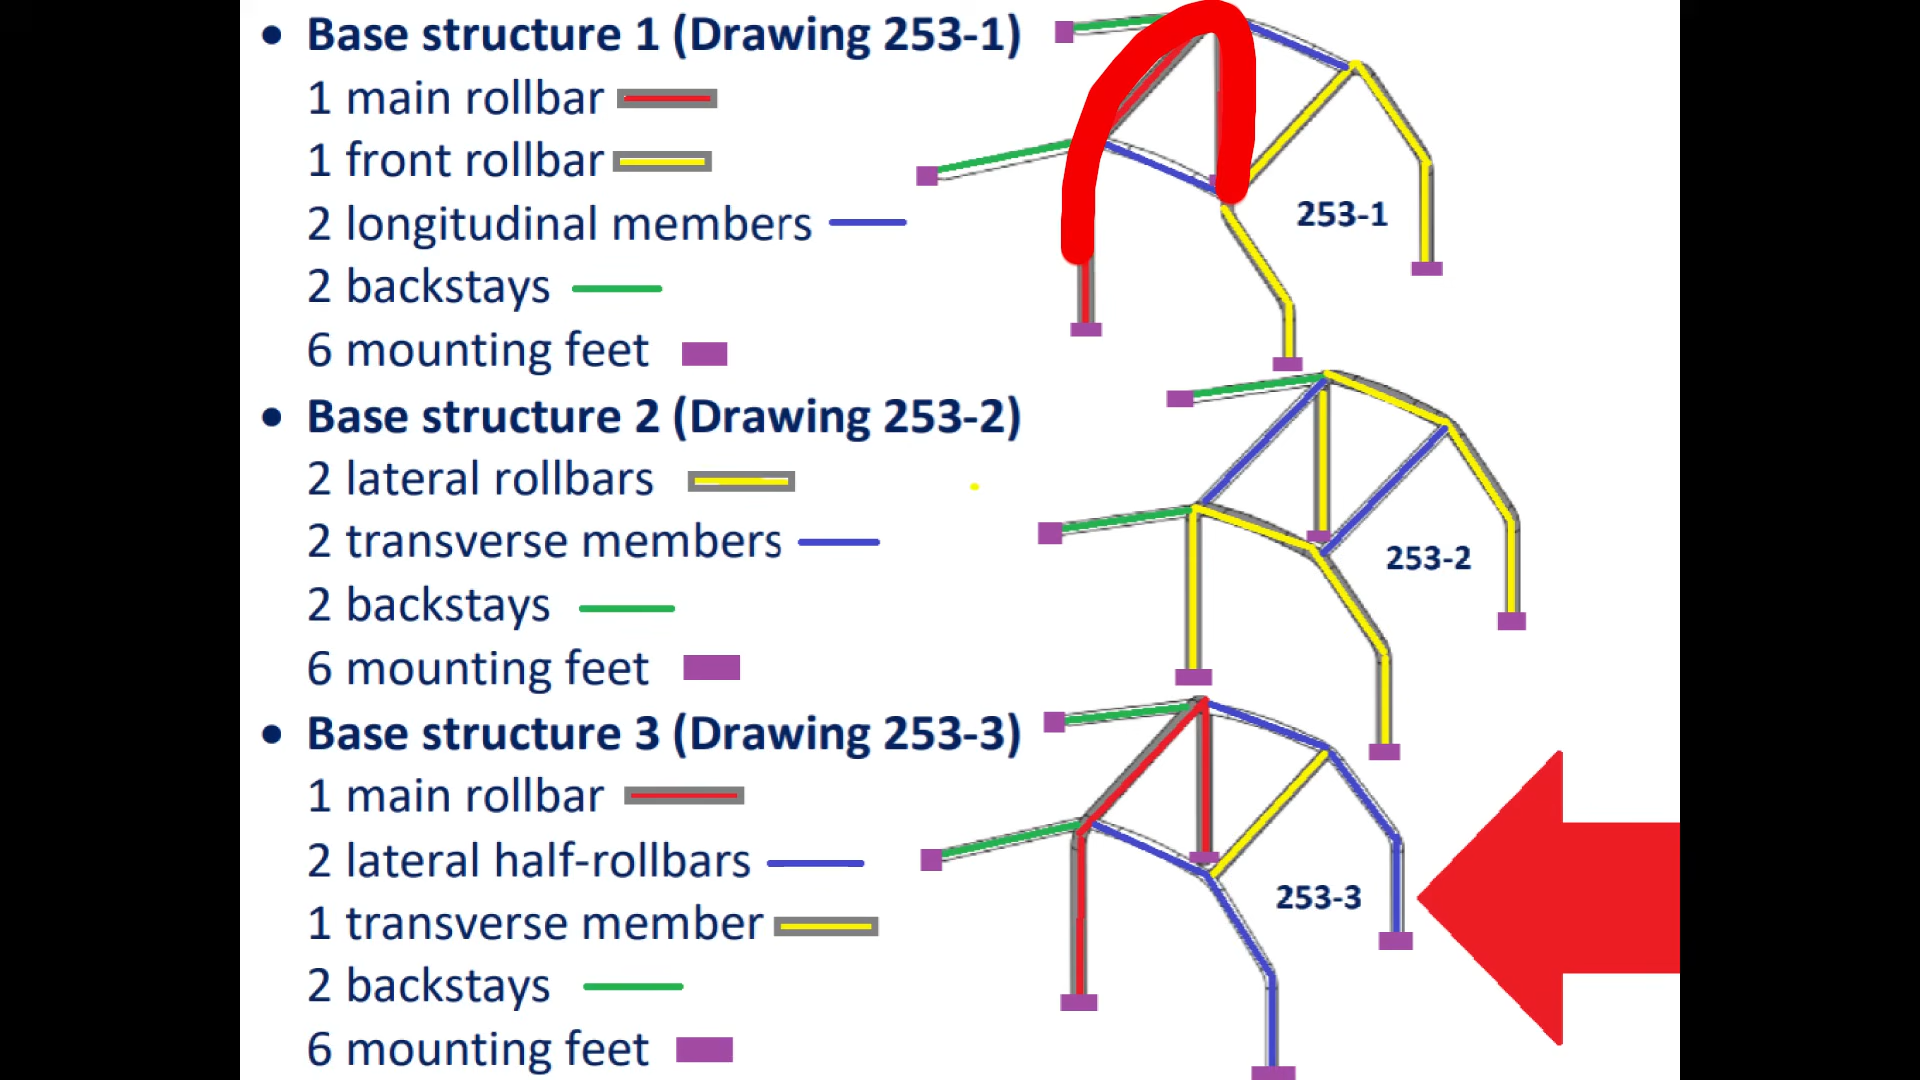 ● Base structure 1 (Drawing 253-1)
1 main rollbar
1 front rollbar
2 longitudinal members
253-1
2 backstays
6 mounting feet
● Base structure 2 (Drawing 253-2)
2 lateral rollbars
2 transverse members
253-2
2 backstays
6 mounting feet
● Base structure 3 (Drawing 253-3)
1 main rollbar
2 lateral half-rollbars
253-3
1 transverse member
2 backstays
6 mounting feet